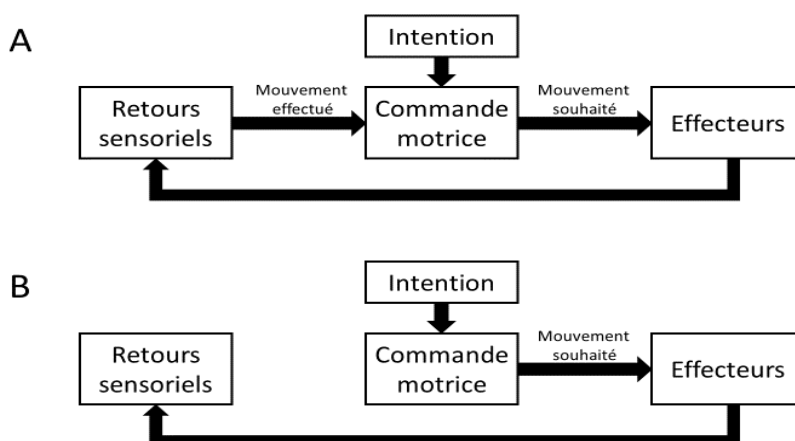 A
Intention
Mouvement
effectué
Mouvement
souhaité
Retours
sensoriels
Commande
motrice
Effecteurs
B
Intention
Mouvement
souhaité
Retours
sensoriels
Commande
motrice
Effecteurs